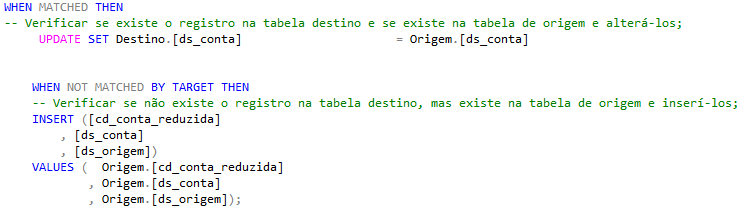 WHEN MATCHED THEN
-- Verificar se existe o registro na tabela destino e se existe na tabela de origem e alterá-los;
UPDATE SET Destino.[ds_conta] = Origem.[ds_conta]
WHEN NOT MATCHED BY TARGET THEN
-- Verificar se não existe o registro na tabela destino, mas existe na tabela de origem e inserí-los;
INSERT ([cd_conta_reduzida]
, [ds_conta]
, [ds_origem])
VALUES ( Origem.[cd_conta_reduzida]
, Origem.[ds_conta]
, Origem.[ds_origem]);